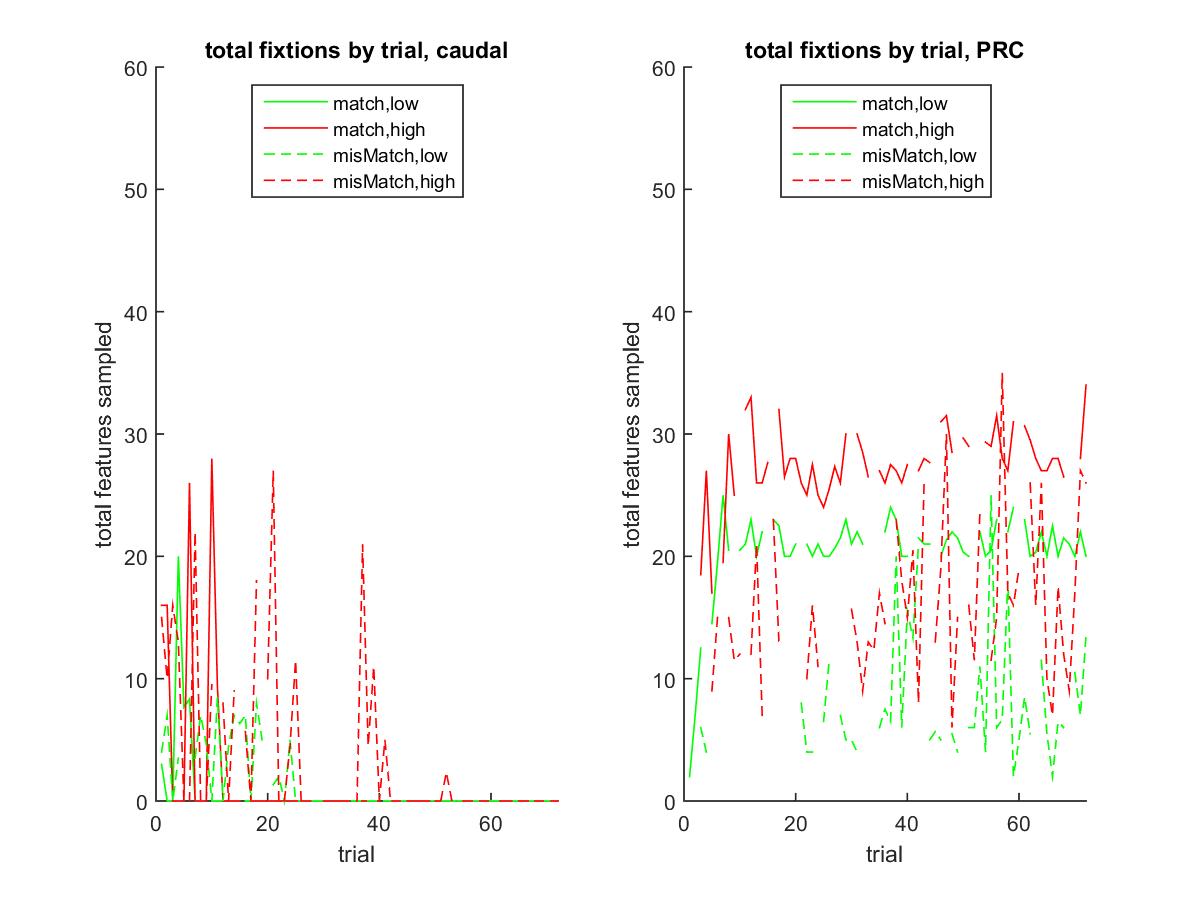 total fixtions by trial, caudal
60
50
40
30
20
10
0
total features sampled
match,low
match,high
misMatch,low
misMatch,high
0 20 40 60
trial
total fixtions by trial, PRC
60
50
40
30
20
10
0
total features sampled
match,low
match,high
misMatch,low
misMatch,high
0 20 40 60
trial